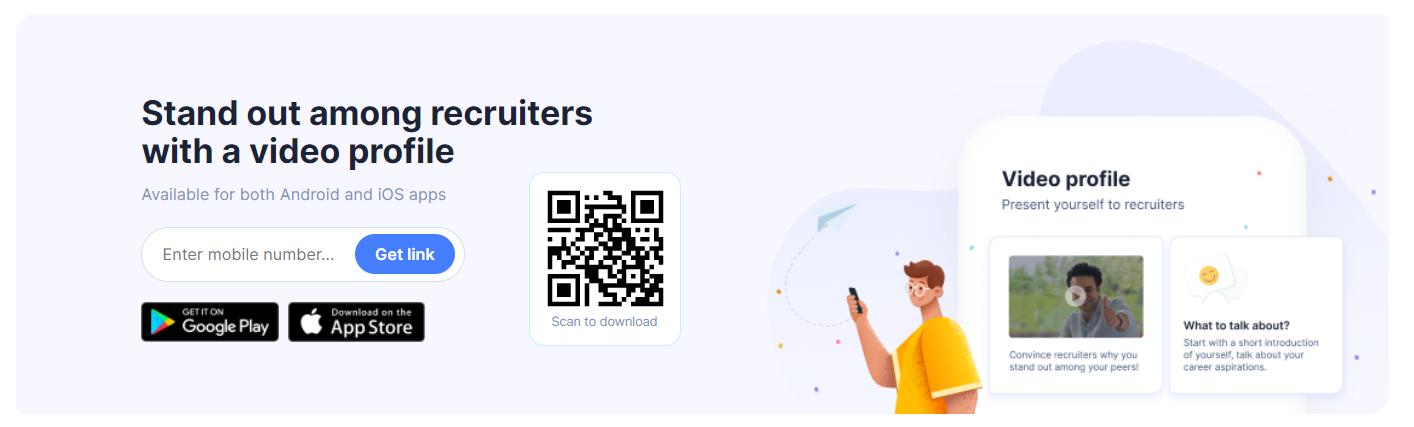 Stand out among recruiters
with a video profile
Available for both Android and iOS apps
Enter mobile number...
Get link
GET IT ON
Google Play
Download on the
App Store
Scan to download
Video profile
Present yourself to recruiters
Convince recruiters why you
stand out among your peers!
What to talk about?
Start with a short introduction
of yourself, talk about your
career aspirations.